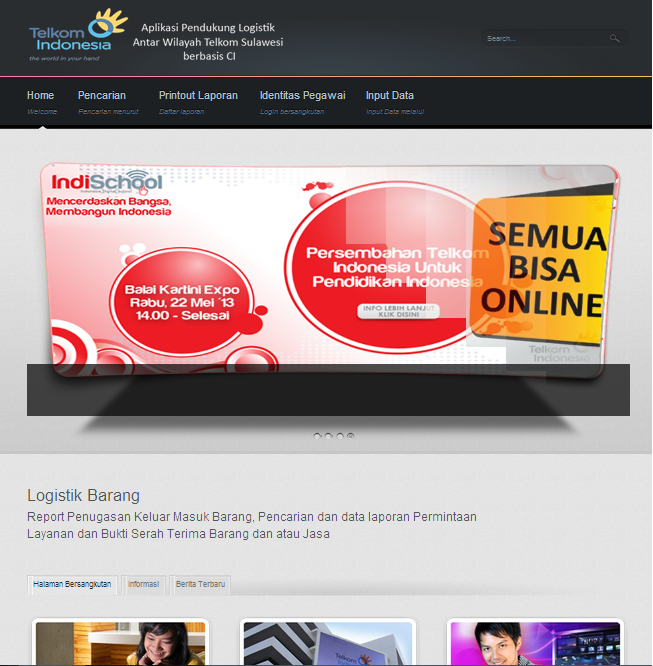 Telkom
Indonesia
the world in your hand
Aplikasi Pendukung Logistik
Antar Wilayah Telkom Sulawesi
berbasis CI
Search...
Home Pencarian Printout Laporan Identitas Pegawai Input Data
Welcome Pencarian menurut Daftar laporan Login bersangkutan Input Data melalui
IndiSchool
Indonesia Digital School
Mencerdaskan Bangsa,
Membangun Indonesia
Balai Kartini Expo
Rabu, 22 Mei '13
14.00 - Selesai
Persembahan Telkom
Indonesia Untuk
Pendidikan Indonesia
INFO LEBIH LANJUT
KLIK DISINI
SEMUA
BISA
ONLINE
Telkom
Indonesia
Logistik Barang
Report Penugasan Keluar Masuk Barang, Pencarian dan data laporan Permintaan
Layanan dan Bukti Serah Terima Barang dan atau Jasa
Halaman Bersangkutan Informasi Berita Terbaru